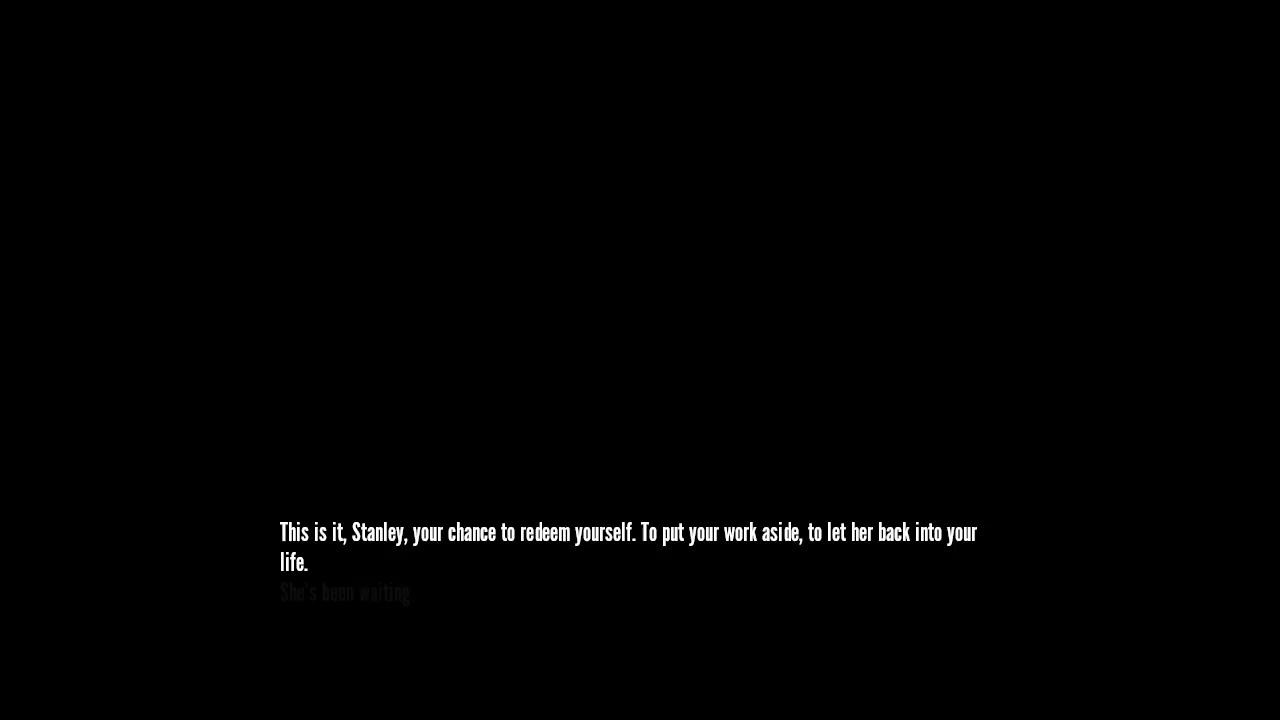 This is it, Stanley, your chance to redeem yourself. To put your work aside, to let her back into your
life.
She's been waiting